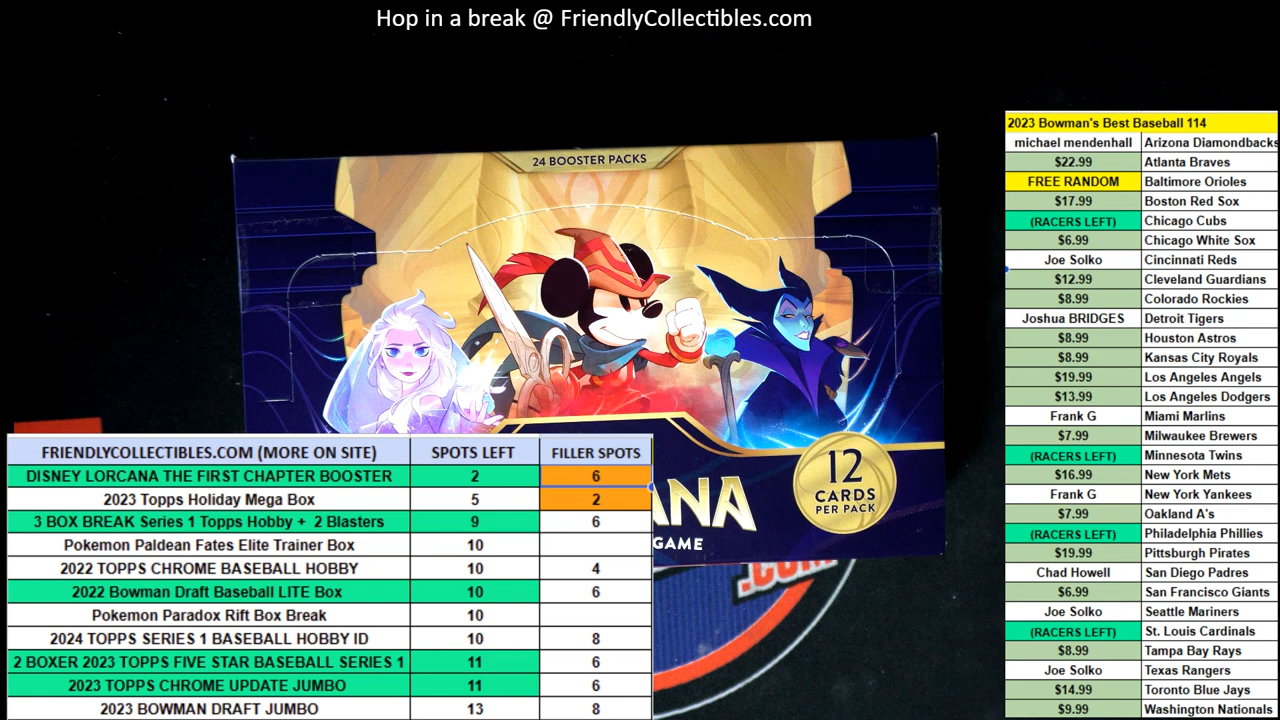 Hop in a break @ FriendlyCollectibles.com
24 BOOSTER PACKS
12
CARDS
PER PACK
ANA
GAME
.com
FRIENDLYCOLLECTIBLES.COM (MORE ON SITE) SPOTS LEFT FILLER SPOTS
DISNEY LORCANA THE FIRST CHAPTER BOOSTER 2 6
2023 Topps Holiday Mega Box 5 2
3 BOX BREAK Series 1 Topps Hobby + 2 Blasters 9 6
Pokemon Paldean Fates Elite Trainer Box 10
2022 TOPPS CHROME BASEBALL HOBBY 10 4
2022 Bowman Draft Baseball LITE Box 10 6
Pokemon Paradox Rift Box Break 10
2024 TOPPS SERIES 1 BASEBALL HOBBY ID 10 8
2 BOXER 2023 TOPPS FIVE STAR BASEBALL SERIES 1 11 6
2023 TOPPS CHROME UPDATE JUMBO 11 6
2023 BOWMAN DRAFT JUMBO 13 8
2023 Bowman's Best Baseball 114
michael mendenhall Arizona Diamondbacks
$22.99 Atlanta Braves
FREE RANDOM Baltimore Orioles
$17.99 Boston Red Sox
(RACERS LEFT) Chicago Cubs
$6.99 Chicago White Sox
Joe Solko Cincinnati Reds
$12.99 Cleveland Guardians
$8.99 Colorado Rockies
Joshua BRIDGES Detroit Tigers
$8.99 Houston Astros
$8.99 Kansas City Royals
$19.99 Los Angeles Angels
$13.99 Los Angeles Dodgers
Frank G Miami Marlins
$7.99 Milwaukee Brewers
(RACERS LEFT) Minnesota Twins
$16.99 New York Mets
Frank G New York Yankees
$7.99 Oakland A's
(RACERS LEFT) Philadelphia Phillies
$19.99 Pittsburgh Pirates
Chad Howell San Diego Padres
$6.99 San Francisco Giants
Joe Solko Seattle Mariners
(RACERS LEFT) St. Louis Cardinals
$8.99 Tampa Bay Rays
Joe Solko Texas Rangers
$14.99 Toronto Blue Jays
$9.99 Washington Nationals